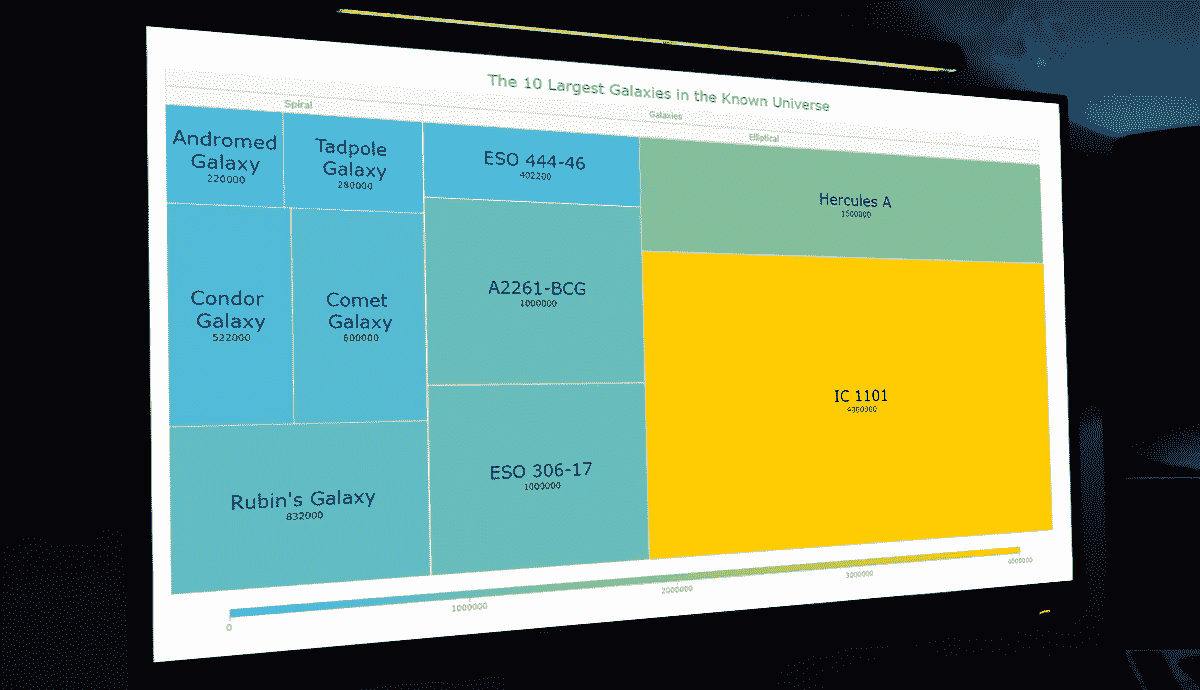 The 10 Largest Galaxies in the Known Universe
Galaxies
Spiral
Elliptical
Andromed
Galaxy
220000
Tadpole
Galaxy
280000
Condor
Galaxy
522000
Comet
Galaxy
600000
Rubin's Galaxy
832000
ESO 444-46
402200
A2261-BCG
1000000
ESO 306-17
1000000
Hercules A
1500000
IC 1101
4000000
0
1000000
2000000
3000000
4000000